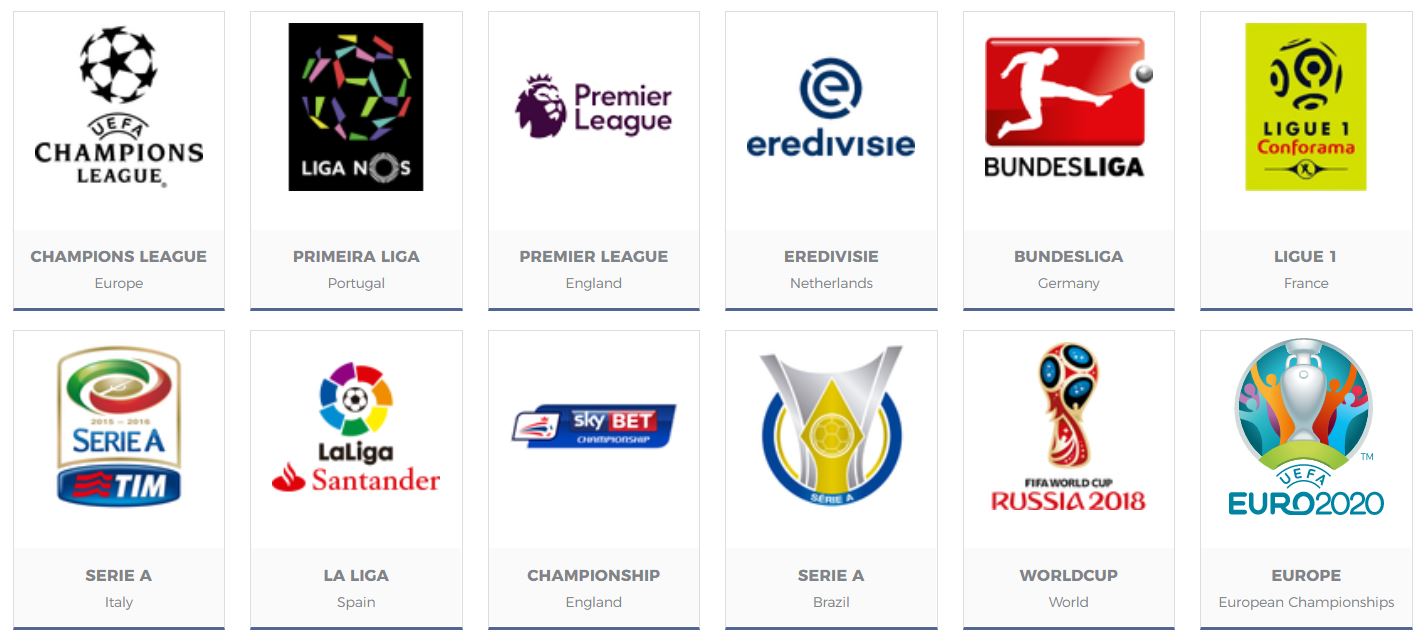 UEFA
CHAMPIONS
LEAGUE®
LIGA NOS
Premier
League
eredivisie
BUNDESLIGA
LIGUE 1
Conforama
CHAMPIONS LEAGUE
Europe
PRIMEIRA LIGA
Portugal
PREMIER LEAGUE
England
EREDIVISIE
Netherlands
BUNDESLIGA
Germany
LIGUE 1
France
2015 – 2016
SERIE A
TIM
LaLiga
Santander
sky BET
CHAMPIONSHIP
SÉRIE A
FIFA WORLD CUP
RUSSIA 2018
TM
UEFA
EURO2020
SERIE A
Italy
LA LIGA
Spain
CHAMPIONSHIP
England
SERIE A
Brazil
WORLDCUP
World
EUROPE
European Championships